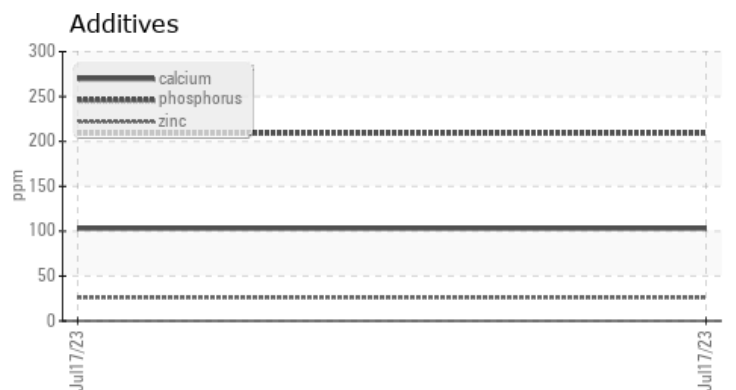 Additives
300
250
200
150
100
50
0
ppm
calcium
phosphorus
zinc
Jul17/23
Jul17/23